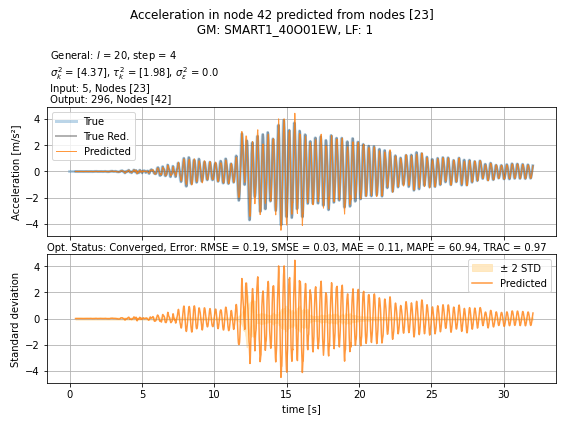 Acceleration in node 42 predicted from nodes [23]
GM: SMART1_40O01EW, LF: 1
General: l = 20, step = 4
σ²ₖ = [4.37], τ²ₖ = [1.98], σ²ₑ = 0.0
Input: 5, Nodes [23]
Output: 296, Nodes [42]
True
True Red.
Predicted
Acceleration [m/s²]
4
2
0
−2
−4
Opt. Status: Converged, Error: RMSE = 0.19, SMSE = 0.03, MAE = 0.11, MAPE = 60.94, TRAC = 0.97
± 2 STD
Predicted
Standard deviation
4
2
0
−2
−4
0 5 10 15 20 25 30
time [s]